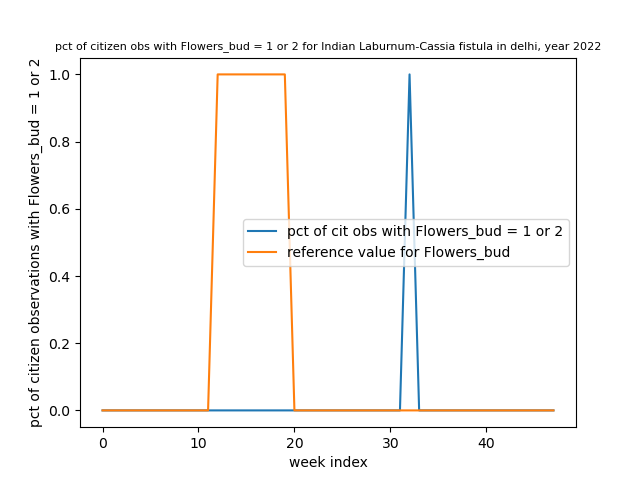 pct of citizen obs with Flowers_bud = 1 or 2 for Indian Laburnum-Cassia fistula in delhi, year 2022
pct of citizen observations with Flowers_bud = 1 or 2
1.0
0.8
0.6
0.4
0.2
0.0
pct of cit obs with Flowers_bud = 1 or 2
reference value for Flowers_bud
0 10 20 30 40
week index